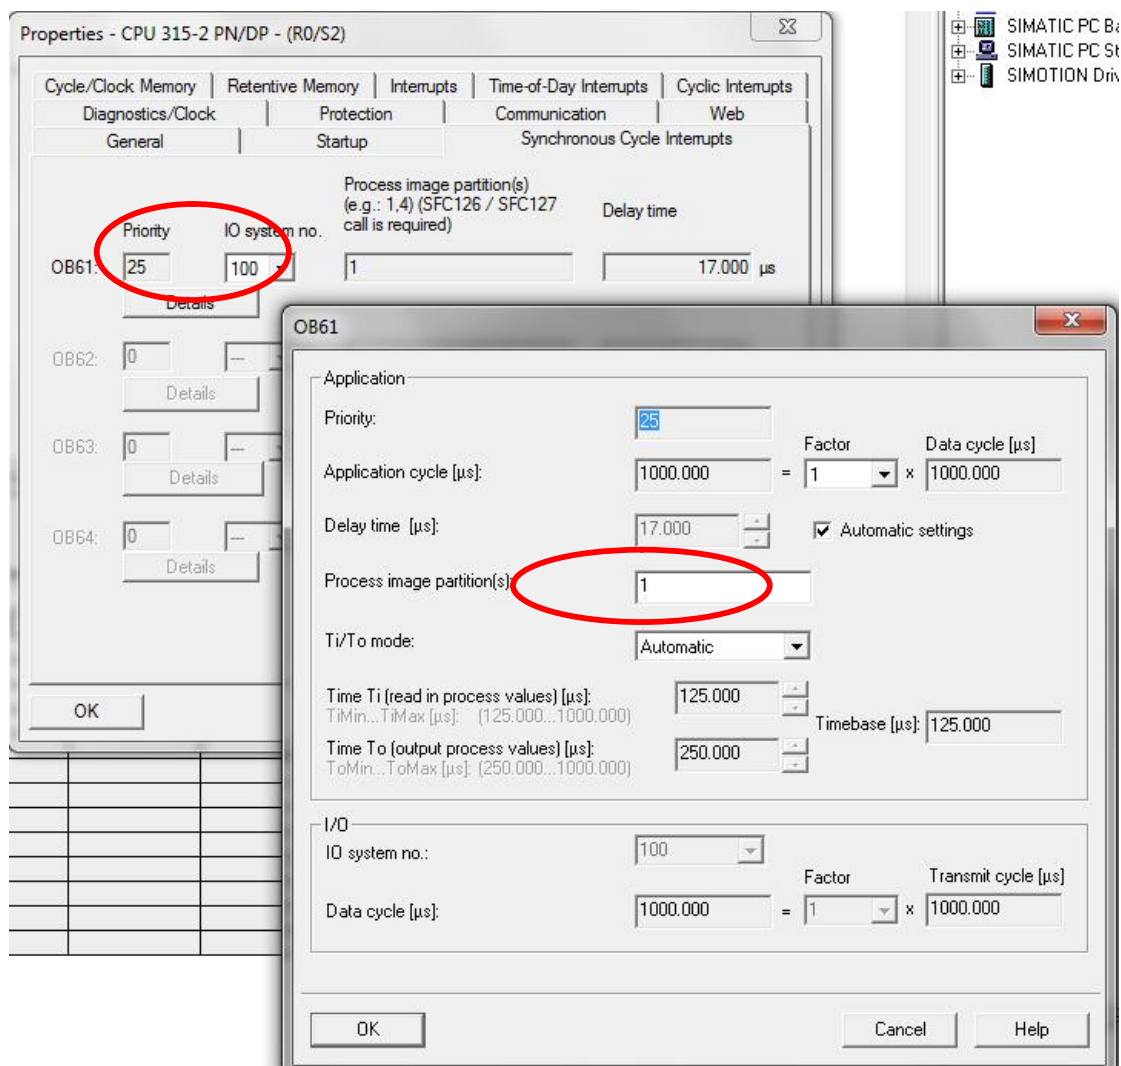 Properties - CPU 315-2 PN/DP - (R0/S2)
SIMATIC PC
SIMATIC PC
SIMOTION
Cycle/Clock Memory Retentive Memory Interrupts Time-of-Day Interrupts Cyclic Interrupts
Diagnostics/Clock Protection Communication Web
General Startup Synchronous Cycle Interrupts
Process image partition(s)
(e.g.: 1,4) (SFC126 / SFC127
call is required)
Priority IO system no. Delay time
OB61: 25 100 1 17.000 µs
Details
OB62: 0 ---
Details
OB63: 0 ---
Details
OB64: 0 ---
Details
OK
OB61
Application
Priority: 25
Factor Data cycle [µs]
Application cycle [µs]: 1000.000 = 1 x 1000.000
Delay time [µs]: 17.000 Automatic settings
Process image partition(s): 1
Ti/To mode: Automatic
Time Ti (read in process values) [µs]: 125.000
TiMin...TiMax [µs]: (125.000...1000.000)
Timebase [µs]: 125.000
Time To (output process values) [µs]: 250.000
ToMin...ToMax [µs]: (250.000...1000.000)
I/O
IO system no.: 100
Factor Transmit cycle [µs]
Data cycle [µs]: 1000.000 = 1 x 1000.000
OK Cancel Help